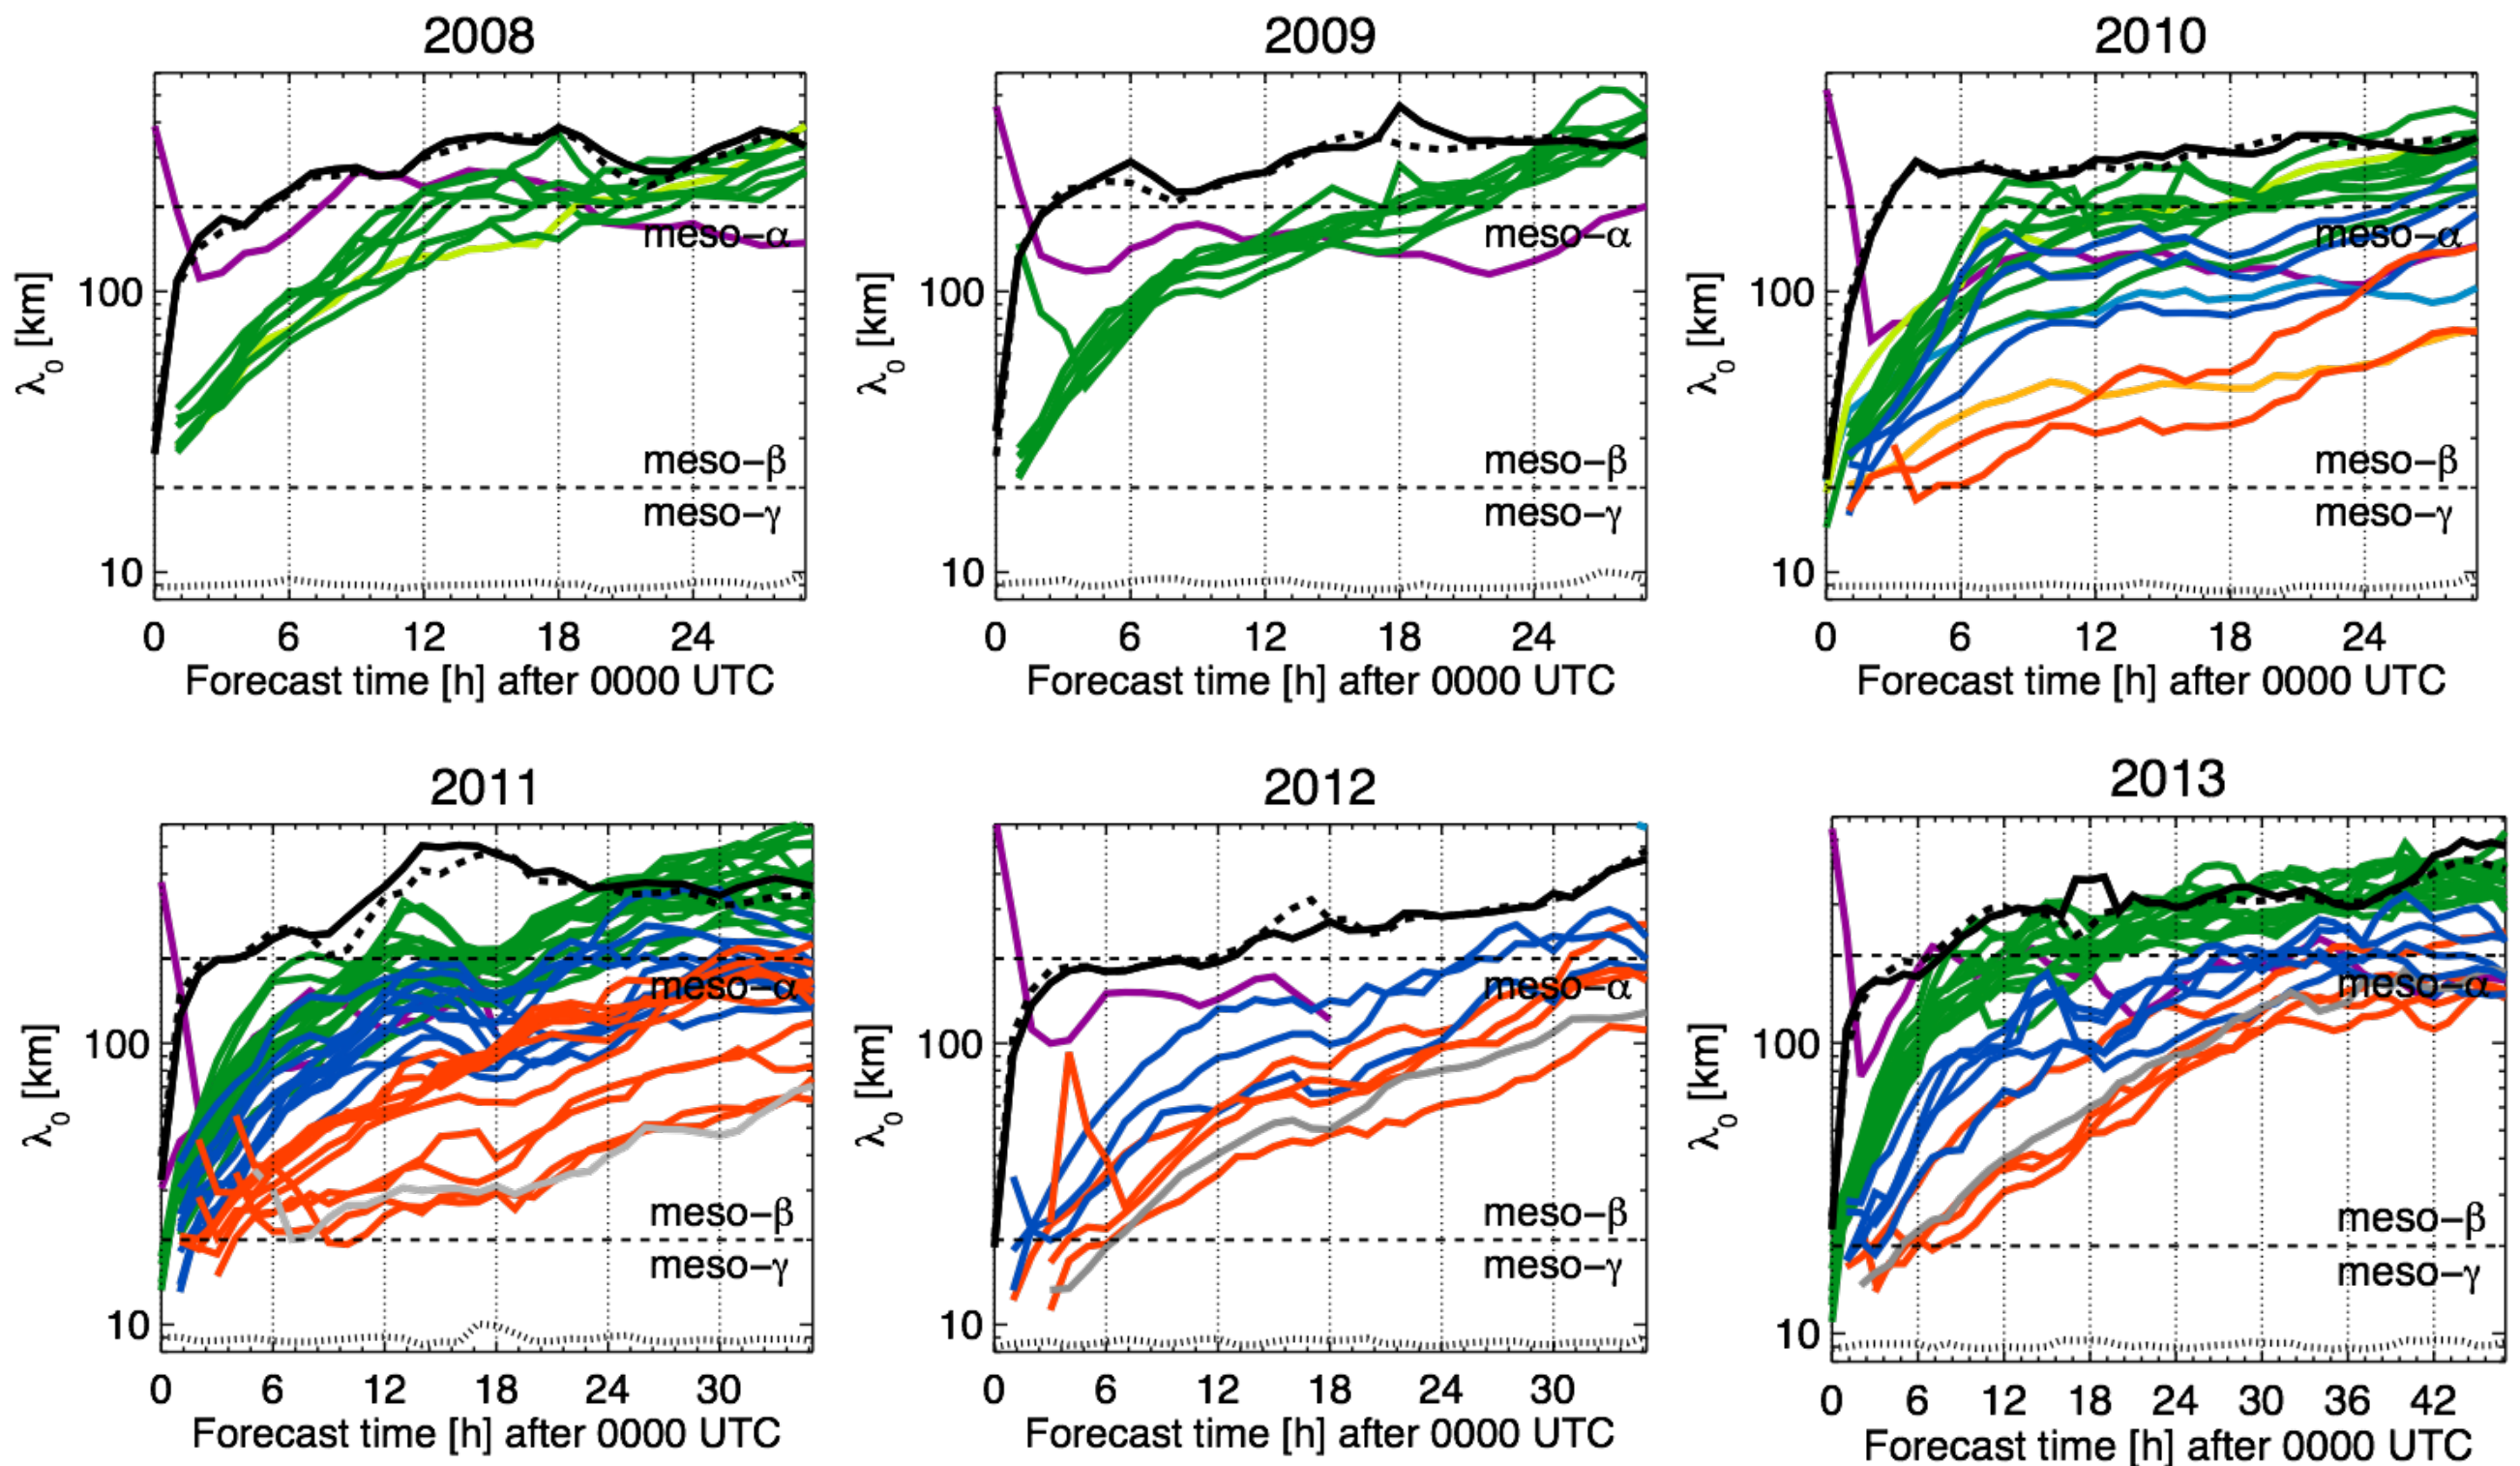 2008
2009
2010
λ₀ [km]
100
10
meso−α
meso−β
meso−γ
0 6 12 18 24
Forecast time [h] after 0000 UTC
λ₀ [km]
100
10
meso−α
meso−β
meso−γ
0 6 12 18 24
Forecast time [h] after 0000 UTC
λ₀ [km]
100
10
meso−α
meso−β
meso−γ
0 6 12 18 24
Forecast time [h] after 0000 UTC
2011
2012
2013
λ₀ [km]
100
10
meso−α
meso−β
meso−γ
0 6 12 18 24 30
Forecast time [h] after 0000 UTC
λ₀ [km]
100
10
meso−α
meso−β
meso−γ
0 6 12 18 24 30
Forecast time [h] after 0000 UTC
λ₀ [km]
100
10
meso−α
meso−β
meso−γ
0 6 12 18 24 30 36 42
Forecast time [h] after 0000 UTC